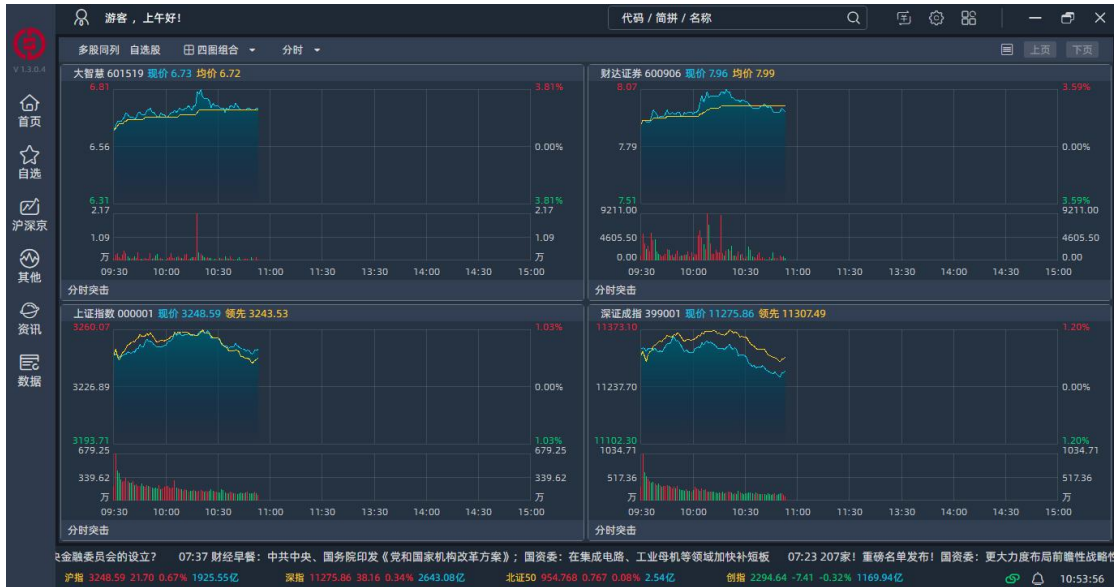 游客，上午好!
代码 / 简拼 / 名称
V 1.3.0.4
首页
自选
沪深京
其他
资讯
数据
多股同列 自选股 四图组合 分时 上页 下页
大智慧 601519 现价 6.73 均价 6.72
6.81 3.81%
6.56 0.00%
6.31 3.81%
2.17 2.17
1.09 1.09
万 万
09:30 10:00 10:30 11:00 11:30 13:30 14:00 14:30 15:00
分时突击
财达证券 600906 现价 7.96 均价 7.99
8.07 3.59%
7.79 0.00%
7.51 3.59%
9211.00 9211.00
4605.50 4605.50
0.00 0.00
09:30 10:00 10:30 11:00 11:30 13:30 14:00 14:30 15:00
分时突击
上证指数 000001 现价 3248.59 领先 3243.53
3260.07 1.03%
3226.89 0.00%
3193.71 1.03%
679.25 679.25
339.62 339.62
万 万
09:30 10:00 10:30 11:00 11:30 13:30 14:00 14:30 15:00
分时突击
深证成指 399001 现价 11275.86 领先 11307.49
11373.10 1.20%
11237.70 0.00%
11102.30 1.20%
1034.71 1034.71
517.36 517.36
万 万
09:30 10:00 10:30 11:00 11:30 13:30 14:00 14:30 15:00
分时突击
央金融委员会的设立? 07:37 财经早餐：中共中央、国务院印发《党和国家机构改革方案》；国资委：在集成电路、工业母机等领域加快补短板 07:23 207家！重磅名单发布！国资委：更大力度布局前瞻性战略性
沪指 3248.59 21.70 0.67% 1925.55亿 深指 11275.86 38.16 0.34% 2643.08亿 北证50 954.768 0.767 0.08% 2.54亿 创指 2294.64 -7.41 -0.32% 1169.94亿 10:53:56